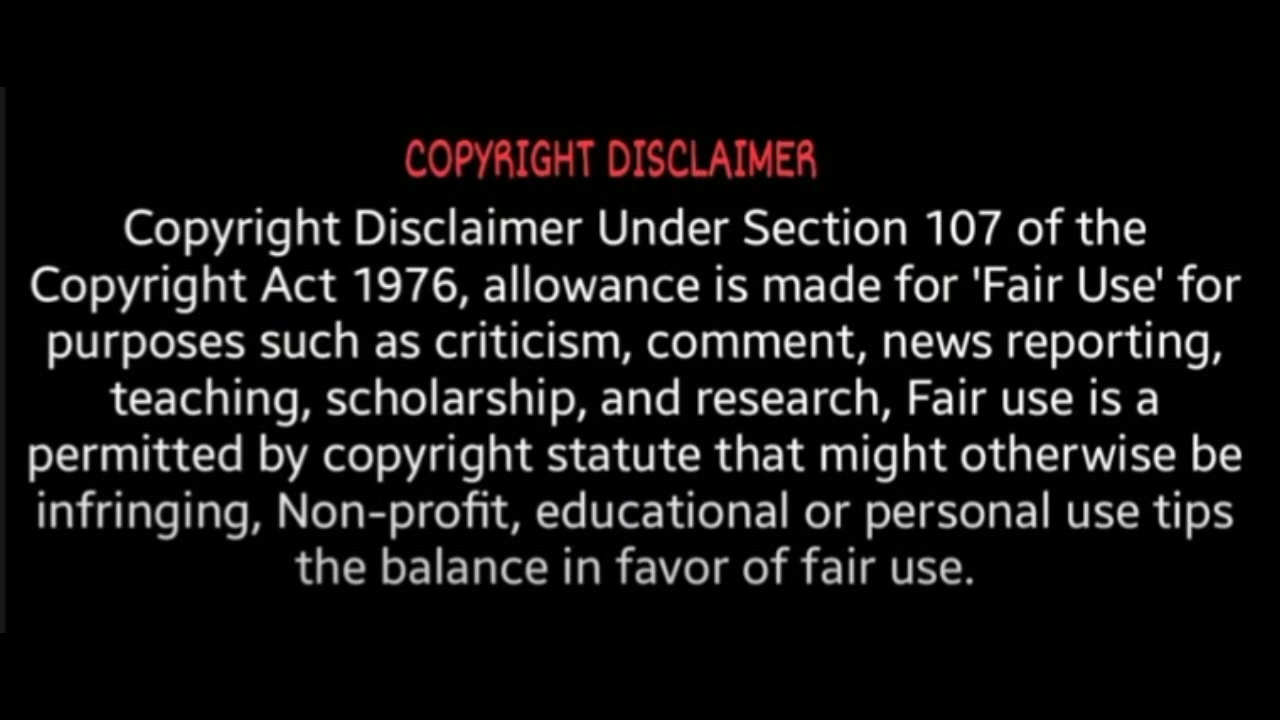 COPYRIGHT DISCLAIMER
Copyright Disclaimer Under Section 107 of the
Copyright Act 1976, allowance is made for 'Fair Use' for
purposes such as criticism, comment, news reporting,
teaching, scholarship, and research, Fair use is a
permitted by copyright statute that might otherwise be
infringing, Non-profit, educational or personal use tips
the balance in favor of fair use.